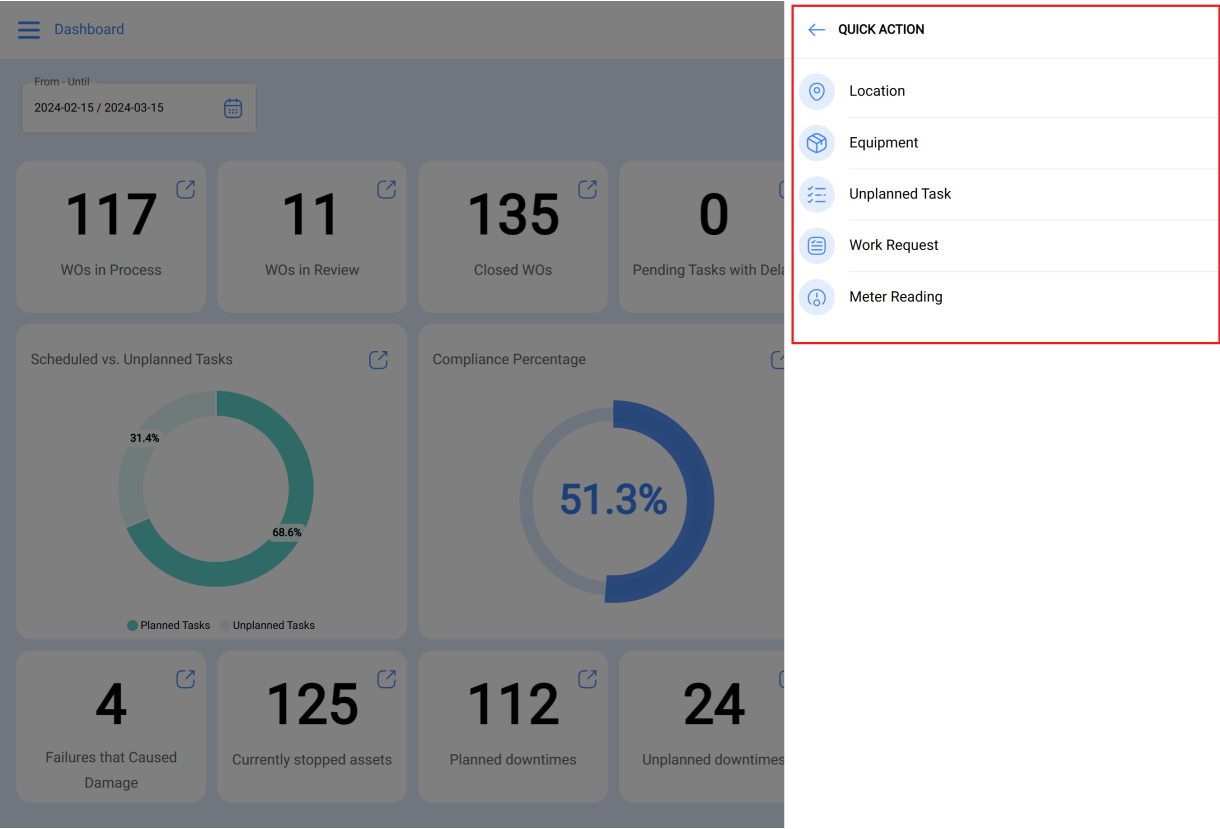 Dashboard
From - Until
2024-02-15 / 2024-03-15
117
WOs in Process
11
WOs in Review
135
Closed WOs
0
Pending Tasks with Dela
Scheduled vs. Unplanned Tasks
31.4%
68.6%
Planned Tasks
Unplanned Tasks
Compliance Percentage
51.3%
4
Failures that Caused
Damage
125
Currently stopped assets
112
Planned downtimes
24
Unplanned downtimes
QUICK ACTION
Location
Equipment
Unplanned Task
Work Request
Meter Reading